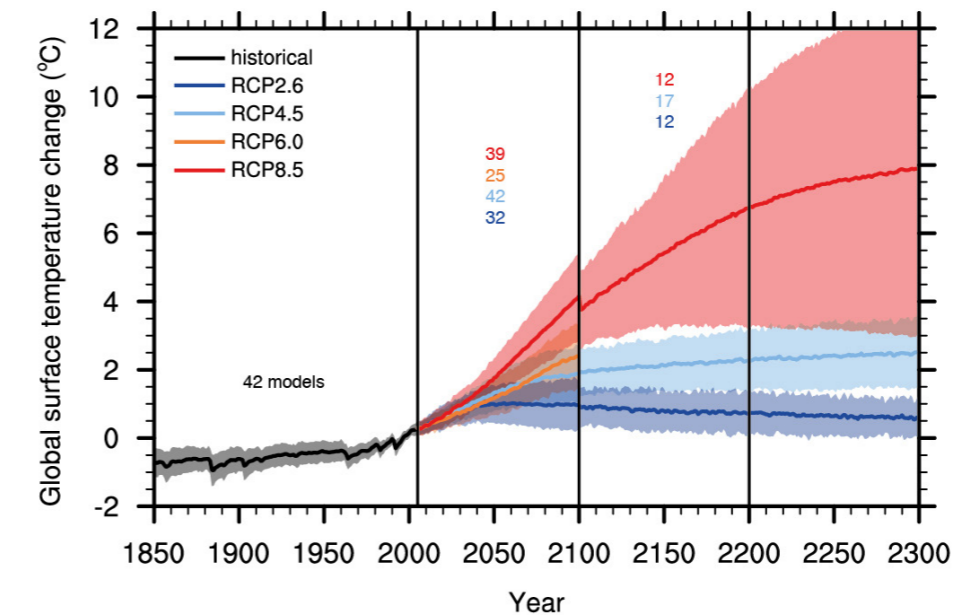 Global surface temperature change (°C)
12
10
8
6
4
2
0
-2
historical
RCP2.6
RCP4.5
RCP6.0
RCP8.5
42 models
39
25
42
32
12
17
12
1850 1900 1950 2000 2050 2100 2150 2200 2250 2300
Year